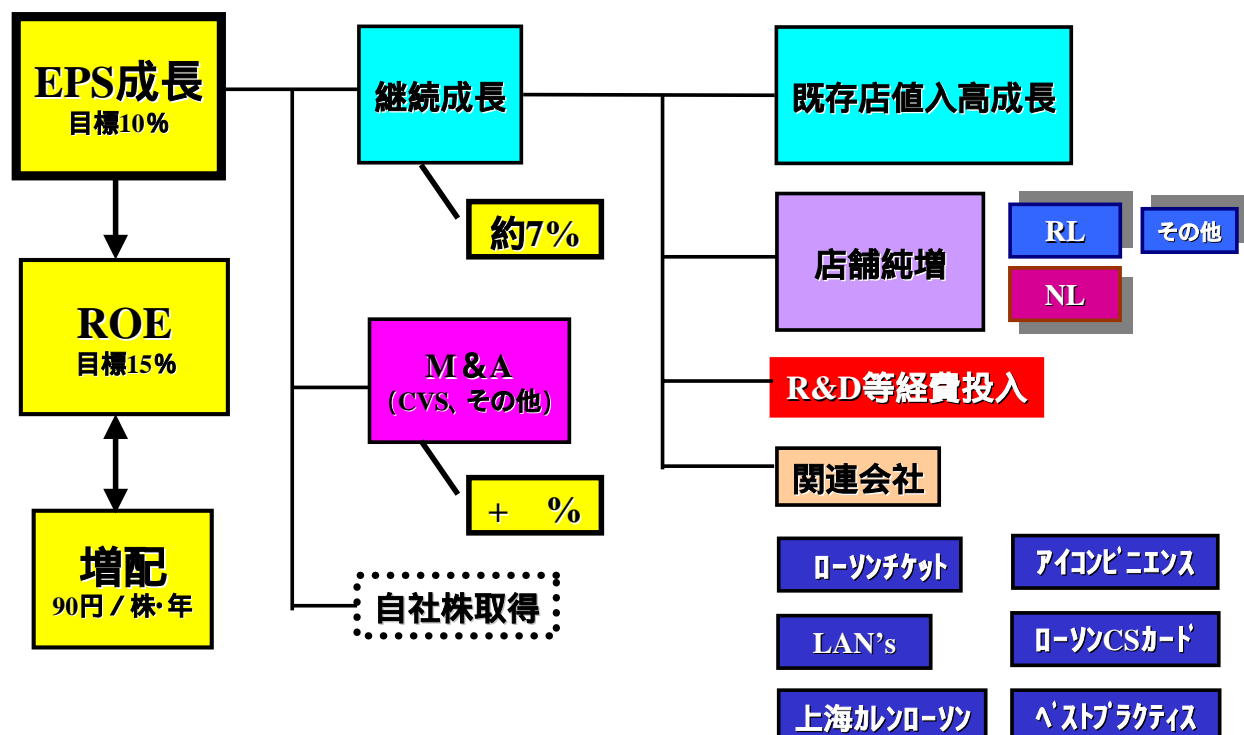 EPS成長
目標10%
継続成長
既存店値入高成長
約7%
店舗純増
RL
その他
NL
ROE
目標15%
M&A
(CVS、その他)
R&D等経費投入
+ %
関連会社
増配
90円/株・年
自社株取得
ローソンチケット
アイコンビニエンス
LAN's
ローソンCSカード
上海カレンローソン
ベストプラクティス